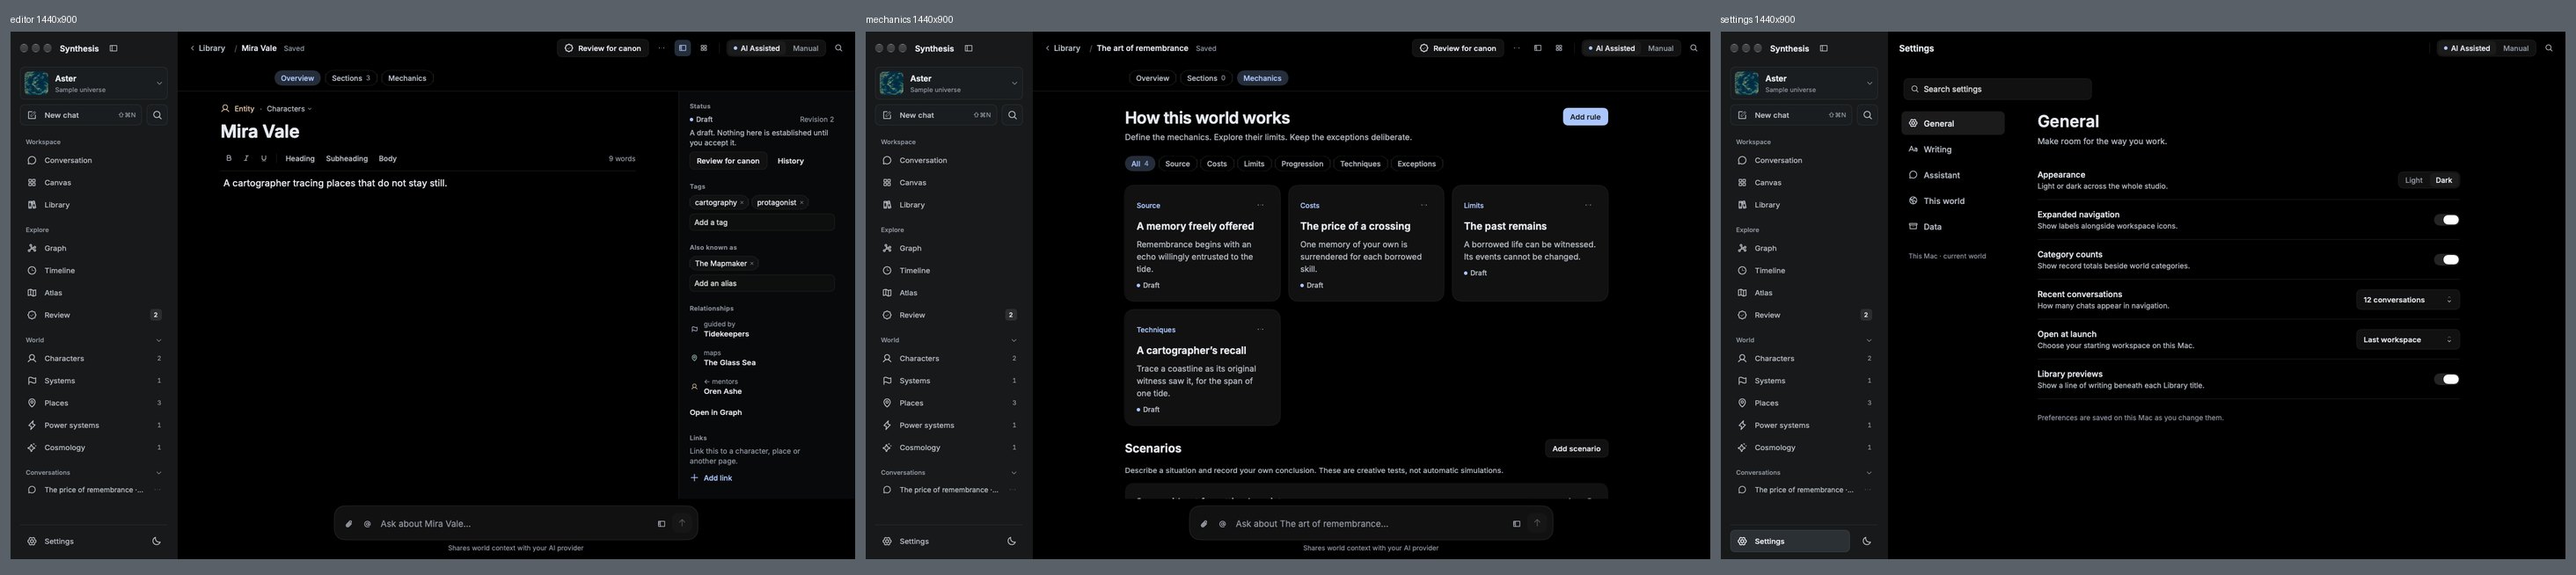 editor 1440x900
Synthesis
Aster
Sample universe
New chat ⇧⌘N
Workspace
Conversation
Canvas
Library
Explore
Graph
Timeline
Atlas
Review 2
World
Characters 2
Systems 1
Places 3
Power systems 1
Cosmology 1
Conversations
The price of remembrance ·...
Settings
‹ Library / Mira Vale Saved
Review for canon
AI Assisted Manual
Overview Sections 3 Mechanics
Entity · Characters
Mira Vale
B I U Heading Subheading Body 9 words
A cartographer tracing places that do not stay still.
Status
Draft Revision 2
A draft. Nothing here is established until
you accept it.
Review for canon History
Tags
cartography × protagonist ×
Add a tag
Also known as
The Mapmaker ×
Add an alias
Relationships
guided by
Tidekeepers
maps
The Glass Sea
← mentors
Oren Ashe
Open in Graph
Links
Link this to a character, place or
another page.
+ Add link
@ Ask about Mira Vale...
Shares world context with your AI provider
mechanics 1440x900
Synthesis
Aster
Sample universe
New chat ⇧⌘N
Workspace
Conversation
Canvas
Library
Explore
Graph
Timeline
Atlas
Review 2
World
Characters 2
Systems 1
Places 3
Power systems 1
Cosmology 1
Conversations
The price of remembrance ·...
Settings
‹ Library / The art of remembrance Saved
Review for canon
AI Assisted Manual
Overview Sections 0 Mechanics
How this world works
Add rule
Define the mechanics. Explore their limits. Keep the exceptions deliberate.
All 4 Source Costs Limits Progression Techniques Exceptions
Source
A memory freely offered
Remembrance begins with an
echo willingly entrusted to the
tide.
Draft
Costs
The price of a crossing
One memory of your own is
surrendered for each borrowed
skill.
Draft
Limits
The past remains
A borrowed life can be witnessed.
Its events cannot be changed.
Draft
Techniques
A cartographer’s recall
Trace a coastline as its original
witness saw it, for the span of
one tide.
Draft
Scenarios
Add scenario
Describe a situation and record your own conclusion. These are creative tests, not automatic simulations.
@ Ask about The art of remembrance...
Shares world context with your AI provider
settings 1440x900
Synthesis
Aster
Sample universe
New chat ⇧⌘N
Workspace
Conversation
Canvas
Library
Explore
Graph
Timeline
Atlas
Review 2
World
Characters 2
Systems 1
Places 3
Power systems 1
Cosmology 1
Conversations
The price of remembrance ·...
Settings
Settings
AI Assisted Manual
Search settings
General
Aa Writing
Assistant
This world
Data
This Mac · current world
General
Make room for the way you work.
Appearance
Light or dark across the whole studio.
Light Dark
Expanded navigation
Show labels alongside workspace icons.
Category counts
Show record totals beside world categories.
Recent conversations
How many chats appear in navigation.
12 conversations
Open at launch
Choose your starting workspace on this Mac.
Last workspace
Library previews
Show a line of writing beneath each Library title.
Preferences are saved on this Mac as you change them.